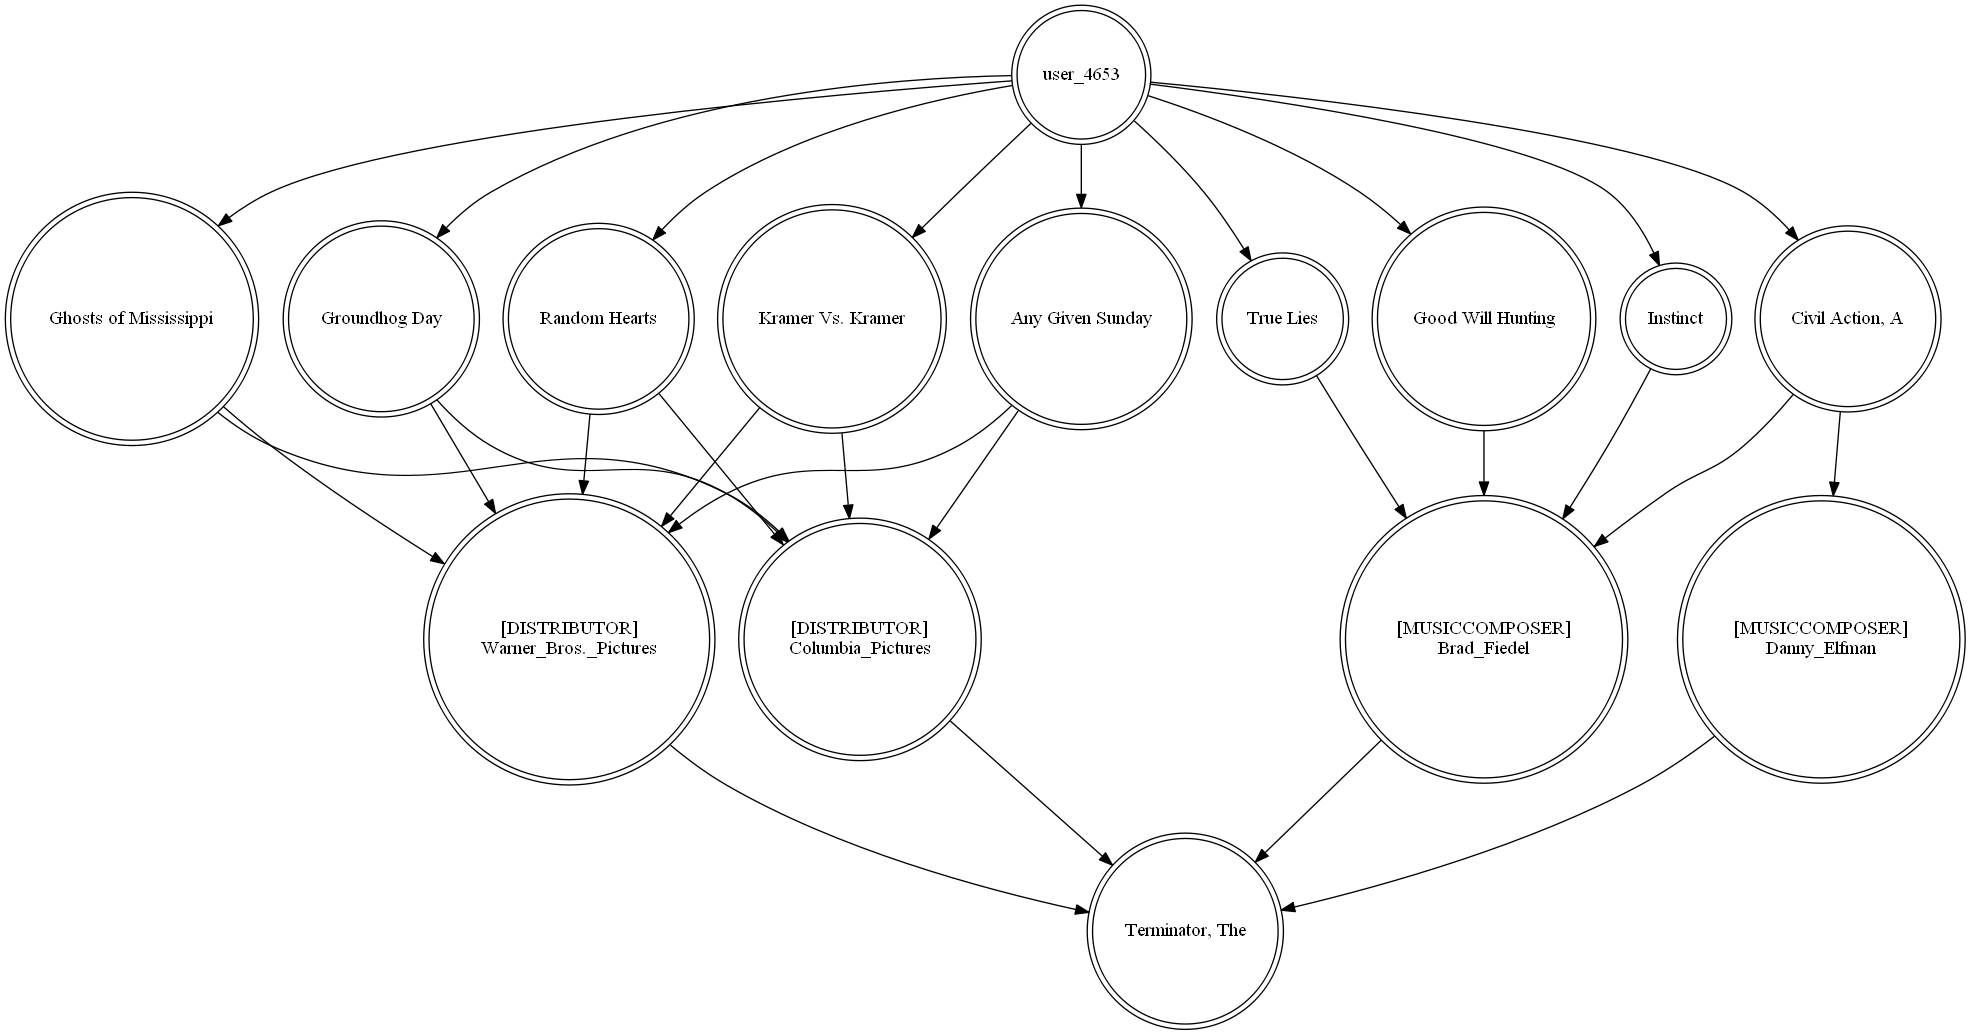 user_4653
Ghosts of Mississippi
Groundhog Day
Random Hearts
Kramer Vs. Kramer
Any Given Sunday
True Lies
Good Will Hunting
Instinct
Civil Action, A
[DISTRIBUTOR]
Warner_Bros._Pictures
[DISTRIBUTOR]
Columbia_Pictures
[MUSICCOMPOSER]
Brad_Fiedel
[MUSICCOMPOSER]
Danny_Elfman
Terminator, The